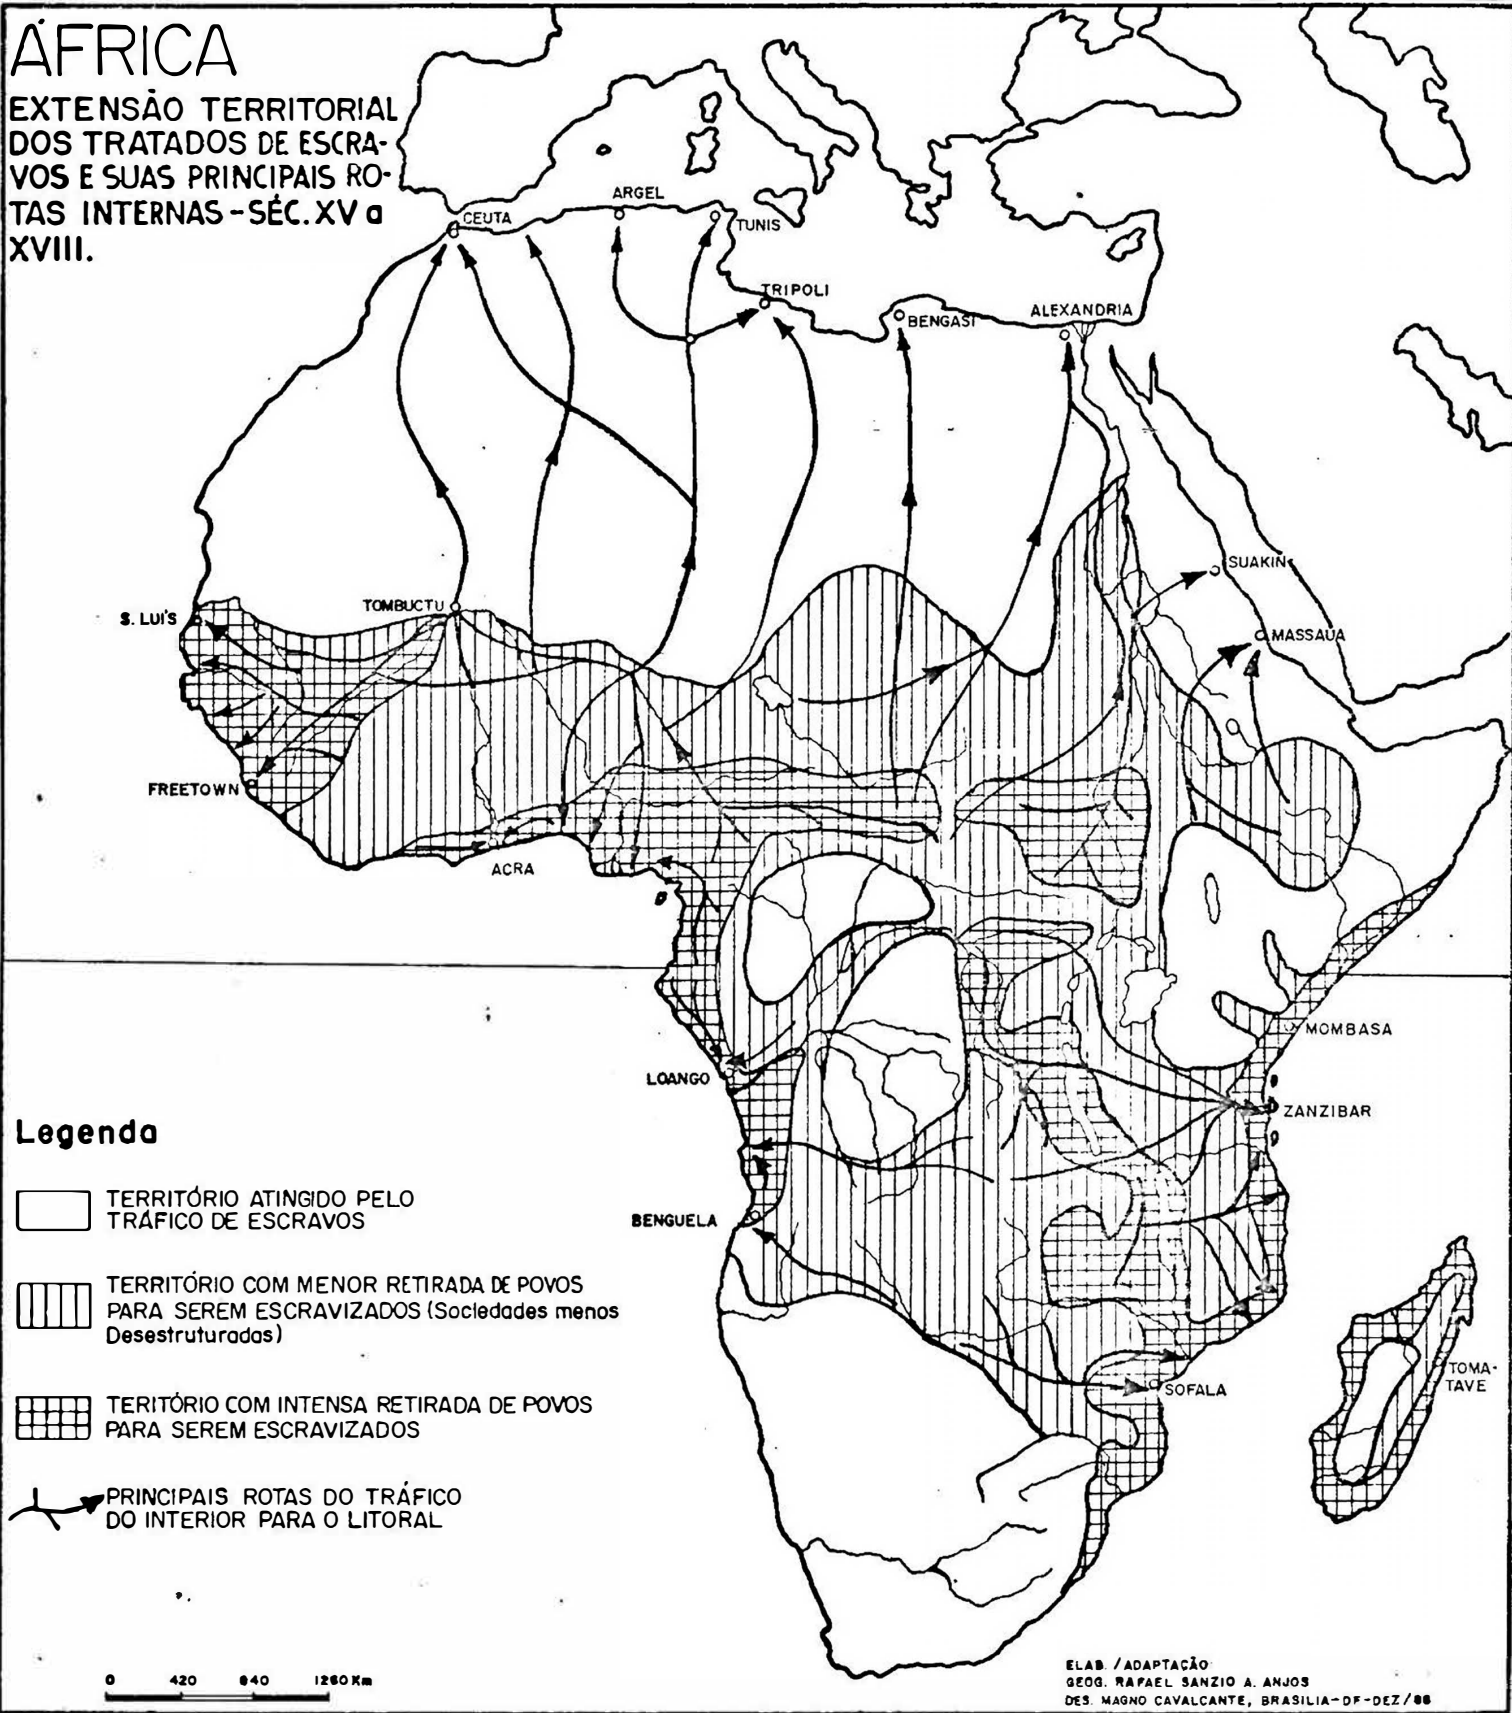 ÁFRICA
EXTENSÃO TERRITORIAL
DOS TRATADOS DE ESCRA-
VOS E SUAS PRINCIPAIS RO-
TAS INTERNAS-SÉC. XV a
XVIII.
CEUTA
ARGEL
TUNIS
TRIPOLI
BENGASI
ALEXANDRIA
SUAKIN
MASSAUA
TOMBUCTU
S. LUÍS
FREETOWN
ACRA
LOANGO
BENGUELA
MOMBASA
ZANZIBAR
SOFALA
TOMA-
TAVE
Legenda
TERRITÓRIO ATINGIDO PELO
TRÁFICO DE ESCRAVOS
TERRITÓRIO COM MENOR RETIRADA DE POVOS
PARA SEREM ESCRAVIZADOS (Sociedades menos
Desestruturadas)
TERITÓRIO COM INTENSA RETIRADA DE POVOS
PARA SEREM ESCRAVIZADOS
PRINCIPAIS ROTAS DO TRÁFICO
DO INTERIOR PARA O LITORAL
0 420 840 1260 Km
ELAB. /ADAPTAÇÃO
GEOG. RAFAEL SANZIO A. ANJOS
DES. MAGNO CAVALCANTE, BRASILIA-DF-DEZ/88